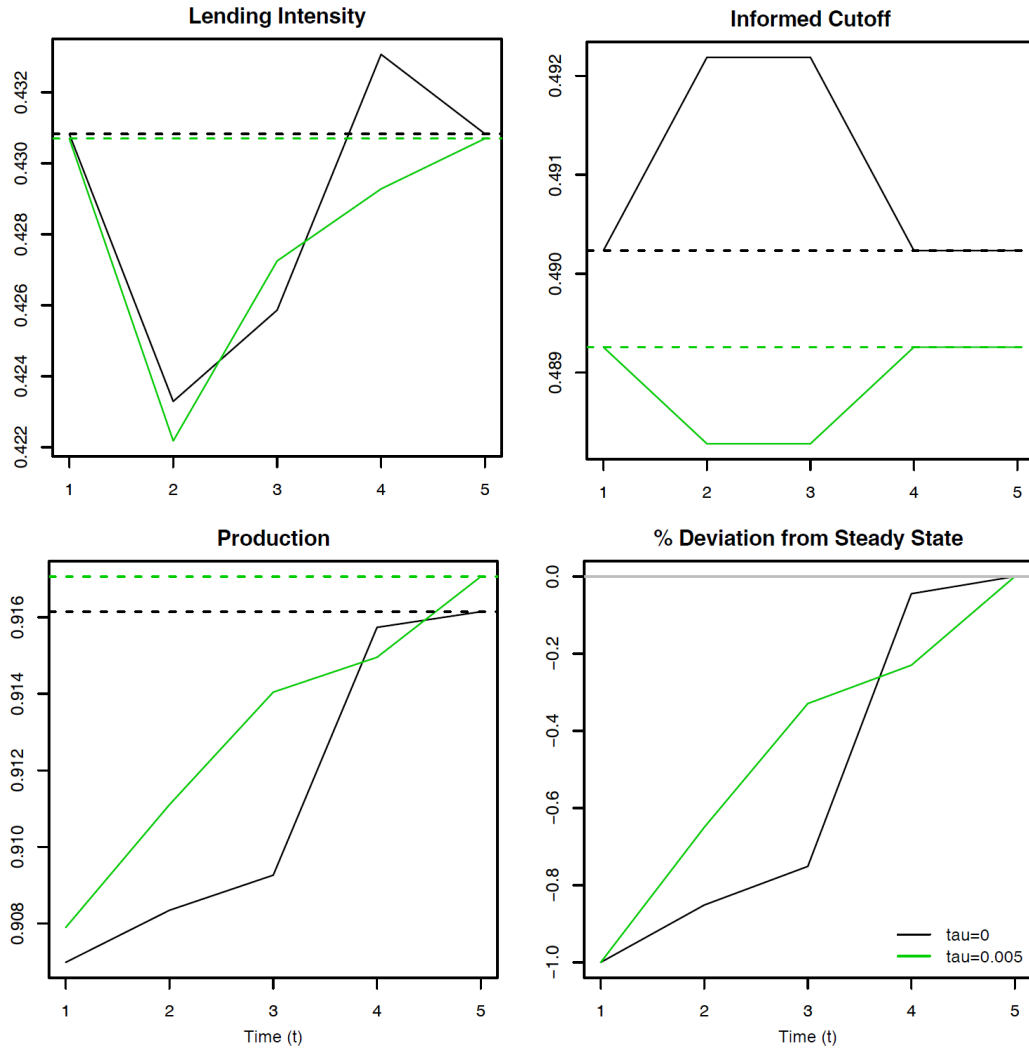 Lending Intensity
0.432
0.430
0.428
0.426
0.424
0.422
1 2 3 4 5
Informed Cutoff
0.492
0.491
0.490
0.489
1 2 3 4 5
Production
0.916
0.914
0.912
0.910
0.908
1 2 3 4 5
Time (t)
% Deviation from Steady State
0.0
−0.2
−0.4
−0.6
−0.8
−1.0
tau=0
tau=0.005
1 2 3 4 5
Time (t)